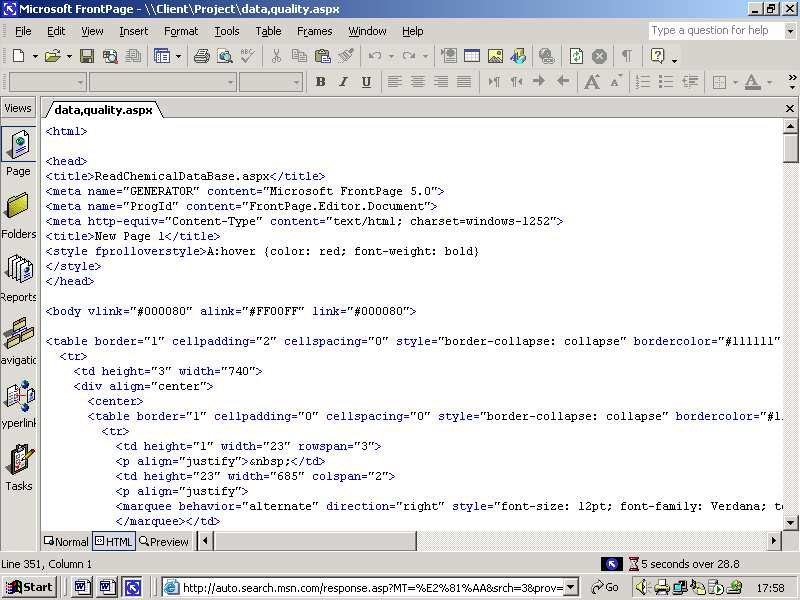 Microsoft FrontPage - \\Client\Project\data,quality.aspx
File Edit View Insert Format Tools Table Frames Window Help
Type a question for help
B I U
Views
data,quality.aspx
Page
Folders
Reports
avigatio
yperlink
Tasks
<html>
<head>
<title>ReadChemicalDataBase.aspx</title>
<meta name="GENERATOR" content="Microsoft FrontPage 5.0">
<meta name="ProgId" content="FrontPage.Editor.Document">
<meta http-equiv="Content-Type" content="text/html; charset=windows-1252">
<title>New Page 1</title>
<style fprolloverstyle>A:hover {color: red; font-weight: bold}
</style>
</head>
<body vlink="#000080" alink="#FF00FF" link="#000080">
<table border="1" cellpadding="2" cellspacing="0" style="border-collapse: collapse" bordercolor="#111111"
<tr>
<td height="3" width="740">
<div align="center">
<center>
<table border="1" cellpadding="0" cellspacing="0" style="border-collapse: collapse" bordercolor="#1
<tr>
<td height="1" width="23" rowspan="3">
<p align="justify">&nbsp;</td>
<td height="23" width="685" colspan="2">
<p align="justify">
<marquee behavior="alternate" direction="right" style="font-size: 12pt; font-family: Verdana; t
</marquee></td>
Normal HTML Preview
Line 351, Column 1
5 seconds over 28.8
Start
http://auto.search.msn.com/response.asp?MT=%E2%81%AA&srch=3&prov=
Go
17:58